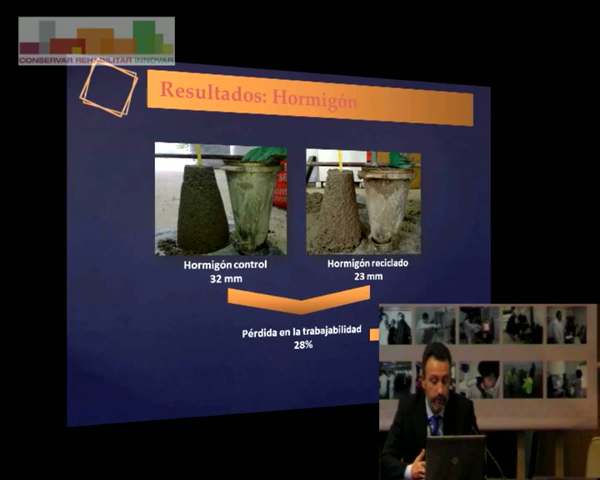 CONSERVAR REHABILITAR INNOVAR
Resultados: Hormigón
Hormigón control
32 mm
Hormigón reciclado
23 mm
Pérdida en la trabajabilidad
28%